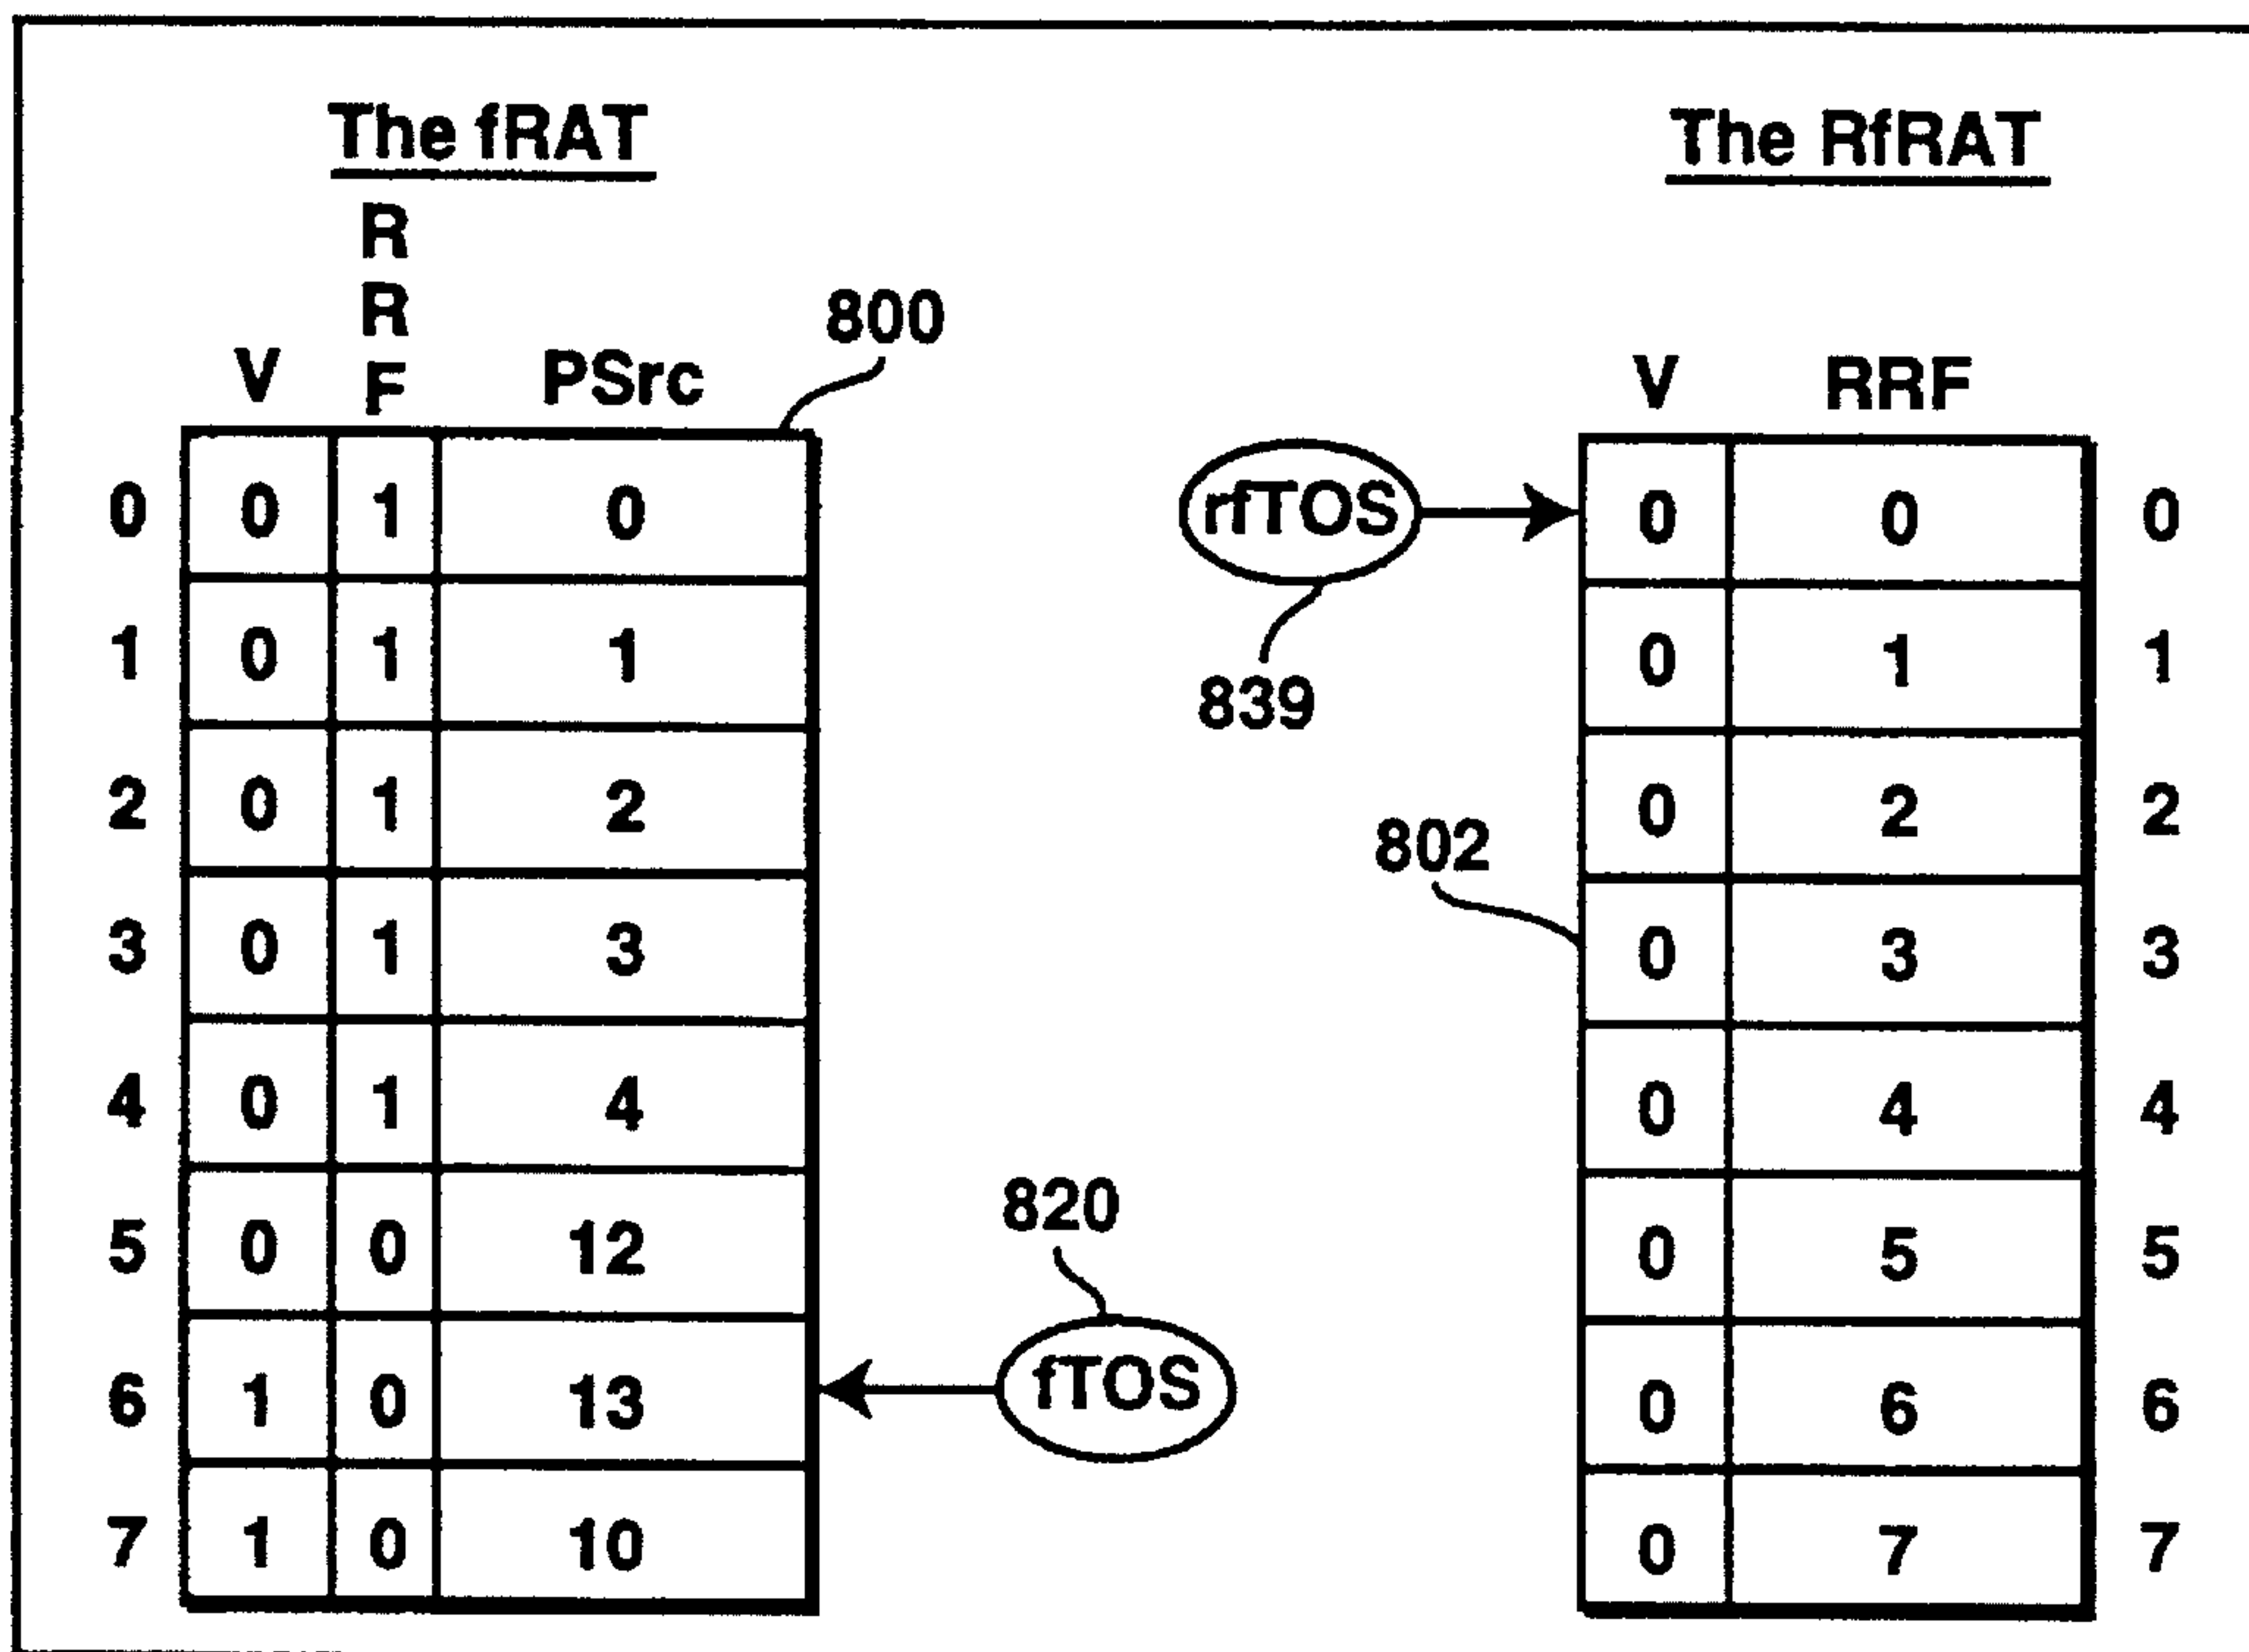 The fRAT
R
R
F
V
PSrc
800
0 0 1 0
1 0 1 1
2 0 1 2
3 0 1 3
4 0 1 4
5 0 0 12
6 1 0 13
7 1 0 10
820
fTOS
The RfRAT
V RRF
rfTOS
839
802
0 0 0
0 1 1
0 2 2
0 3 3
0 4 4
0 5 5
0 6 6
0 7 7